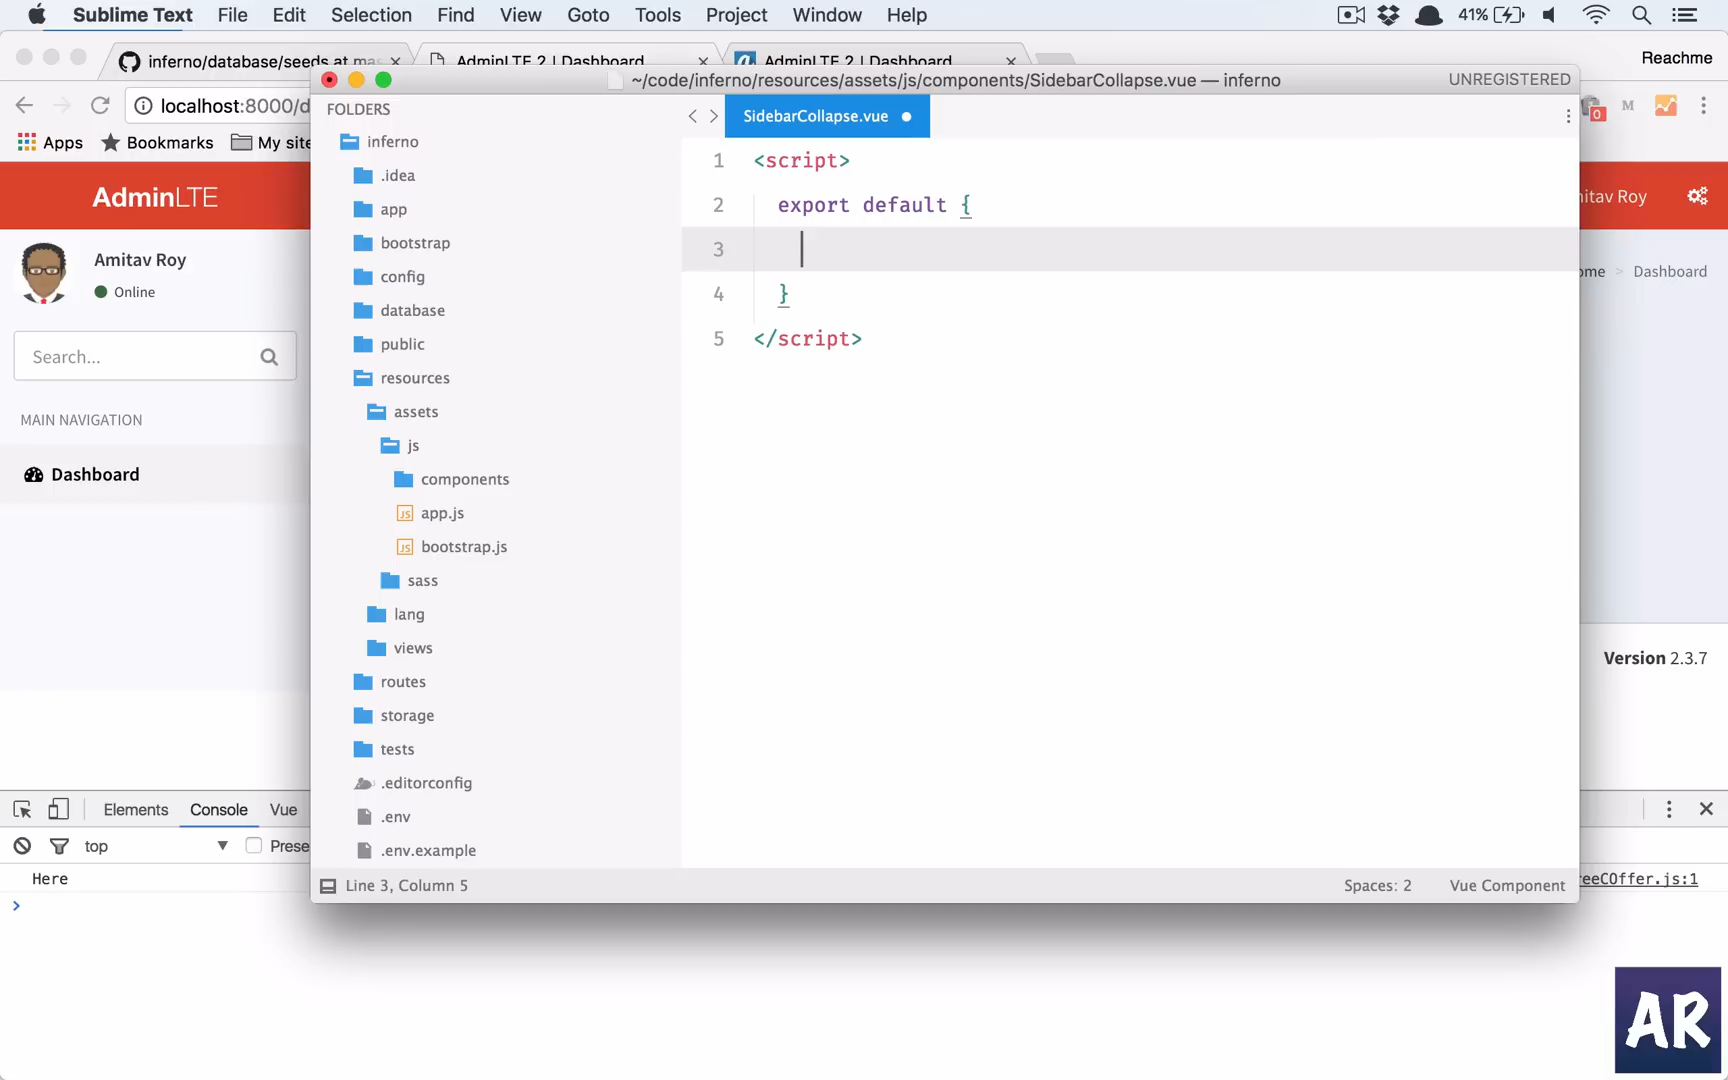 Sublime Text File Edit Selection Find View Goto Tools Project Window Help 41%
inferno/database/seeds at mas AdminLTE 2 | Dashboard AdminLTE 2 | Dashboard Reachme
~/code/inferno/resources/assets/js/components/SidebarCollapse.vue — inferno UNREGISTERED
localhost:8000/d
Apps Bookmarks My site
AdminLTE
Amitav Roy
Online
Search...
MAIN NAVIGATION
Dashboard
FOLDERS
inferno
.idea
app
bootstrap
config
database
public
resources
assets
js
components
JS app.js
JS bootstrap.js
sass
lang
views
routes
storage
tests
.editorconfig
.env
.env.example
SidebarCollapse.vue
1 <script>
2 export default {
3
4 }
5 </script>
Line 3, Column 5 Spaces: 2 Vue Component
0 M
itav Roy
ome > Dashboard
Version 2.3.7
Elements Console Vue
top Prese
Here
eeCOffer.js:1
AR